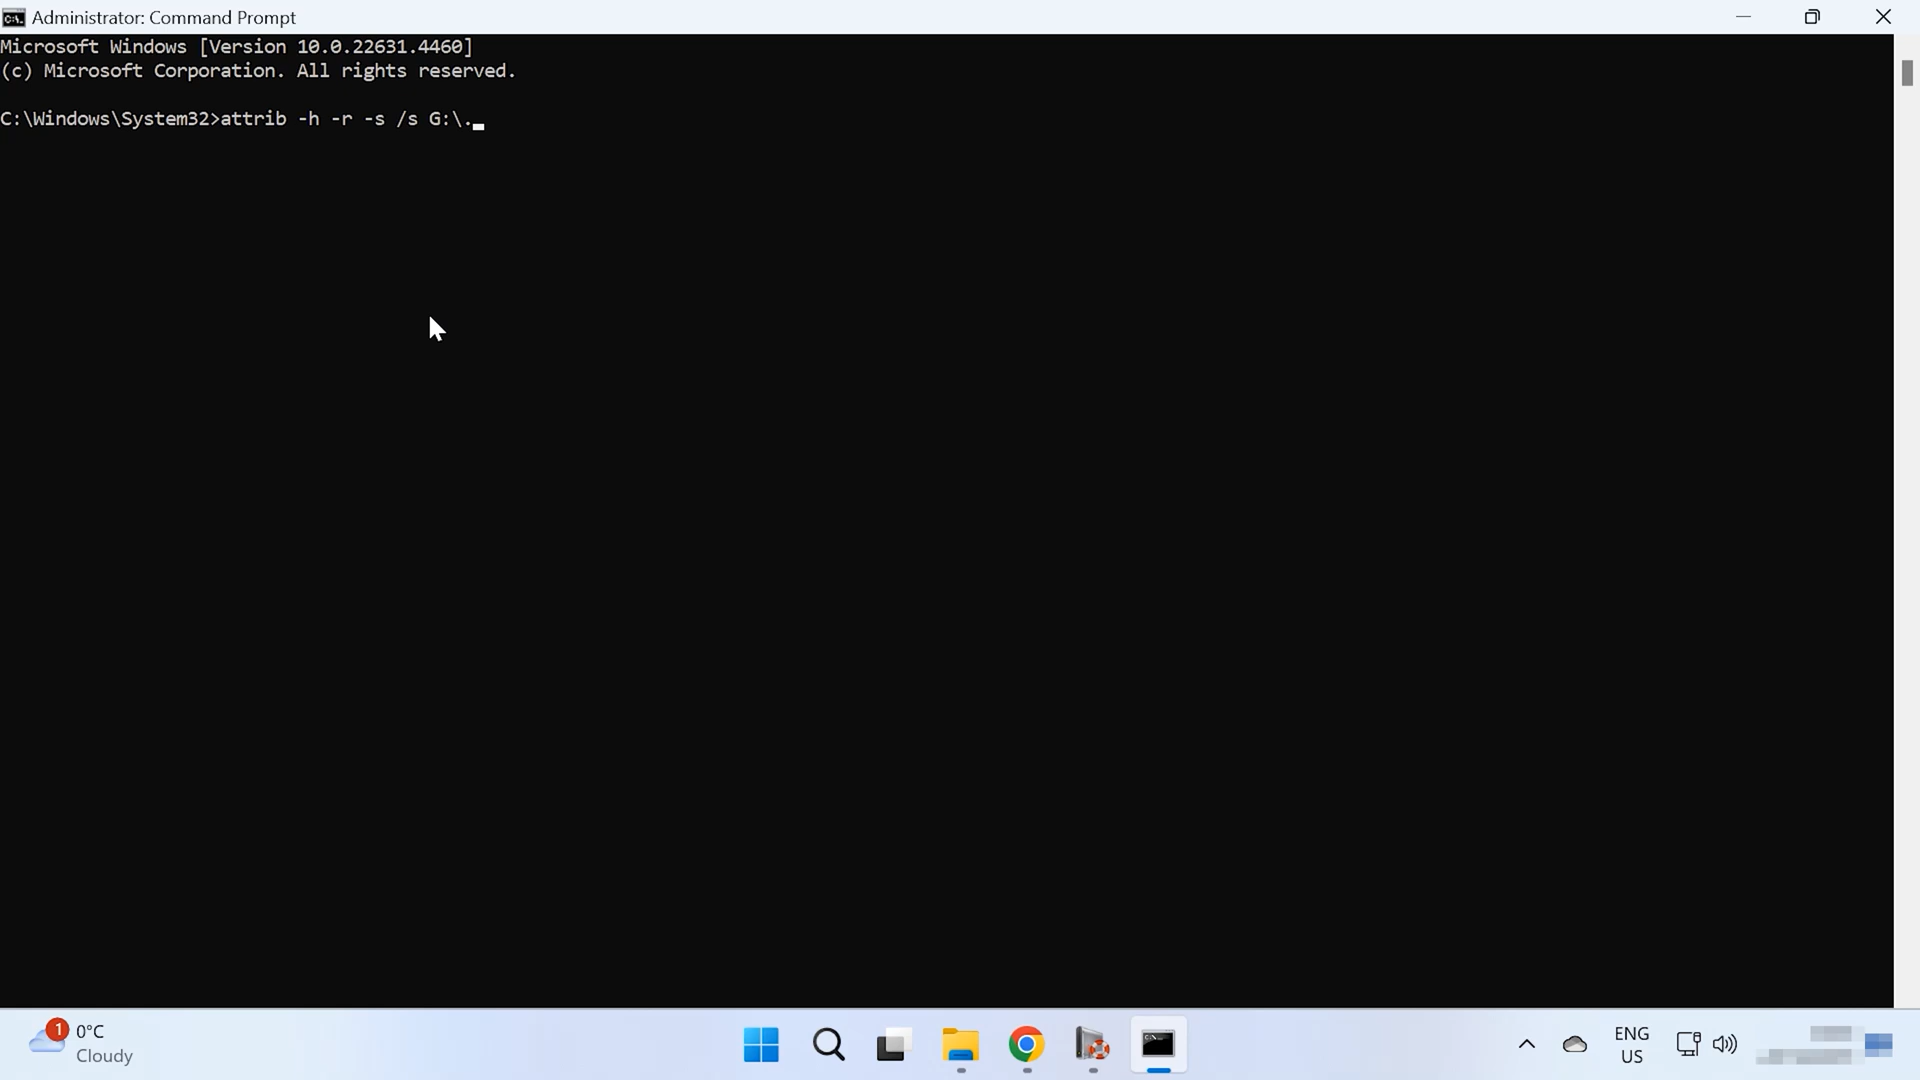 Administrator: Command Prompt
Microsoft Windows [Version 10.0.22631.4460]
(c) Microsoft Corporation. All rights reserved.
C:\Windows\System32>attrib -h -r -s /s G:\.
1
0°C
Cloudy
ENG
US